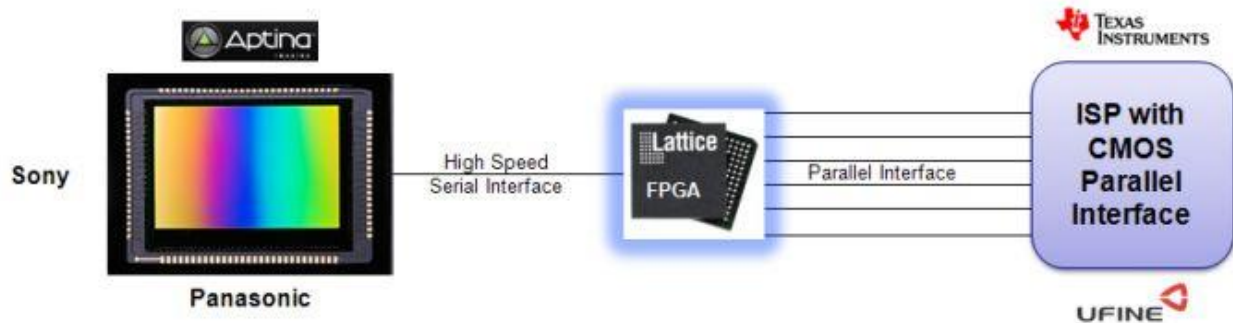 Aptina
IMAGING
Sony
Panasonic
High Speed
Serial Interface
Lattice
FPGA
Parallel Interface
TEXAS
INSTRUMENTS
ISP with
CMOS
Parallel
Interface
UFINE